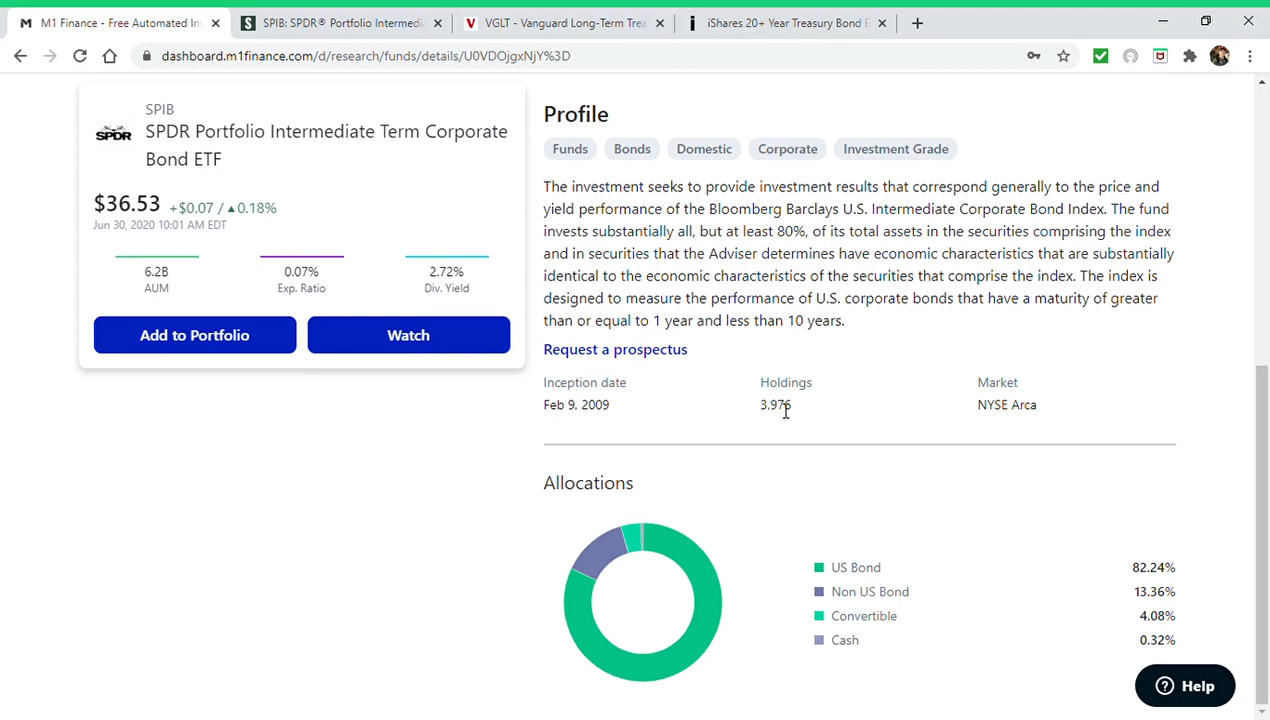 M1 Finance - Free Automated In
SPIB: SPDR® Portfolio Intermedi
VGLT - Vanguard Long-Term Trea
iShares 20+ Year Treasury Bond E
dashboard.m1finance.com/d/research/funds/details/U0VDOjgxNjY%3D
SPDR
SPIB
SPDR Portfolio Intermediate Term Corporate
Bond ETF
$36.53 +$0.07 / ▲0.18%
Jun 30, 2020 10:01 AM EDT
6.2B
AUM
0.07%
Exp. Ratio
2.72%
Div. Yield
Add to Portfolio
Watch
Profile
Funds Bonds Domestic Corporate Investment Grade
The investment seeks to provide investment results that correspond generally to the price and
yield performance of the Bloomberg Barclays U.S. Intermediate Corporate Bond Index. The fund
invests substantially all, but at least 80%, of its total assets in the securities comprising the index
and in securities that the Adviser determines have economic characteristics that are substantially
identical to the economic characteristics of the securities that comprise the index. The index is
designed to measure the performance of U.S. corporate bonds that have a maturity of greater
than or equal to 1 year and less than 10 years.
Request a prospectus
Inception date
Feb 9, 2009
Holdings
3,976
Market
NYSE Arca
Allocations
US Bond 82.24%
Non US Bond 13.36%
Convertible 4.08%
Cash 0.32%
Help